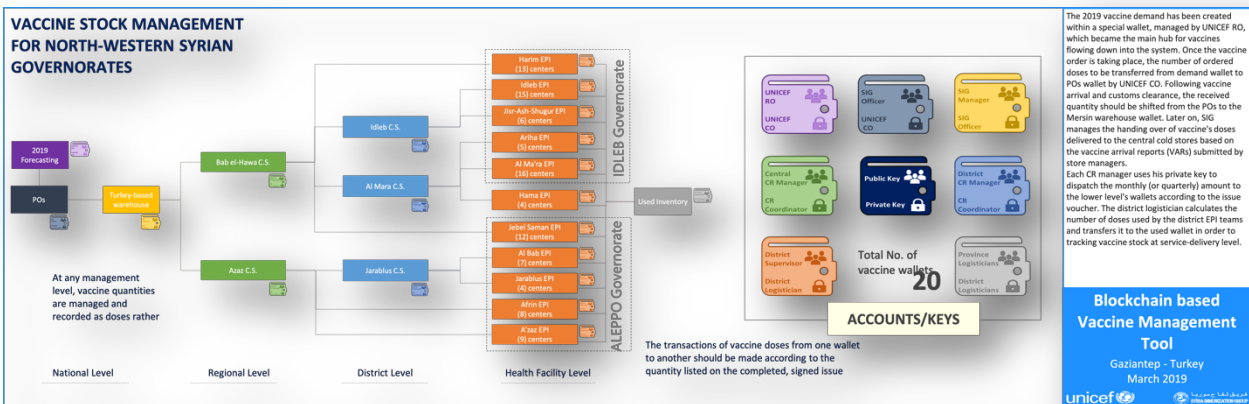 VACCINE STOCK MANAGEMENT
FOR NORTH-WESTERN SYRIAN
GOVERNORATES
2019
Forecasting
POs
Turkey-based
warehouse
Bab el-Hawa C.S.
Azaz C.S.
Idleb C.S.
Al Mara C.S.
Jarablus C.S.
Harim EPI
(13) centers
Idleb EPI
(15) centers
Jisr-Ash-Shugur EPI
(6) centers
Ariha EPI
(5) centers
Al Ma'ra EPI
(16) centers
Hama EPI
(4) centers
Jebel Saman EPI
(12) centers
Al Bab EPI
(7) centers
Jarablus EPI
(4) centers
Afrin EPI
(8) centers
A'zaz EPI
(9) centers
IDLEB Governorate
ALEPPO Governorate
Used Inventory
At any management
level, vaccine quantities
are managed and
recorded as doses rather
National Level
Regional Level
District Level
Health Facility Level
The transactions of vaccine doses from one wallet
to another should be made according to the
quantity listed on the completed, signed issue
UNICEF
RO
UNICEF
CO
SIG
Officer
UNICEF
CO
SIG
Manager
SIG
Officer
Central
CR Manager
CR
Coordinator
Public Key
Private Key
District
CR Manager
CR
Coordinator
District
Supervisor
District
Logistician
Total No. of
vaccine wallets
20
Province
Logisticians
District
Logisticians
ACCOUNTS/KEYS
The 2019 vaccine demand has been created
within a special wallet, managed by UNICEF RO,
which became the main hub for vaccines
flowing down into the system. Once the vaccine
order is taking place, the number of ordered
doses to be transferred from demand wallet to
POs wallet by UNICEF CO. Following vaccine
arrival and customs clearance, the received
quantity should be shifted from the POs to the
Mersin warehouse wallet. Later on, SIG
manages the handing over of vaccine's doses
delivered to the central cold stores based on
the vaccine arrival reports (VARs) submitted by
store managers.
Each CR manager uses his private key to
dispatch the monthly (or quarterly) amount to
the lower level's wallets according to the issue
voucher. The district logistician calculates the
number of doses used by the district EPI teams
and transfers it to the used wallet in order to
tracking vaccine stock at service-delivery level.
Blockchain based
Vaccine Management
Tool
Gaziantep - Turkey
March 2019
unicef
فريق لقاح سوريا
SYRIA IMMUNIZATION GROUP